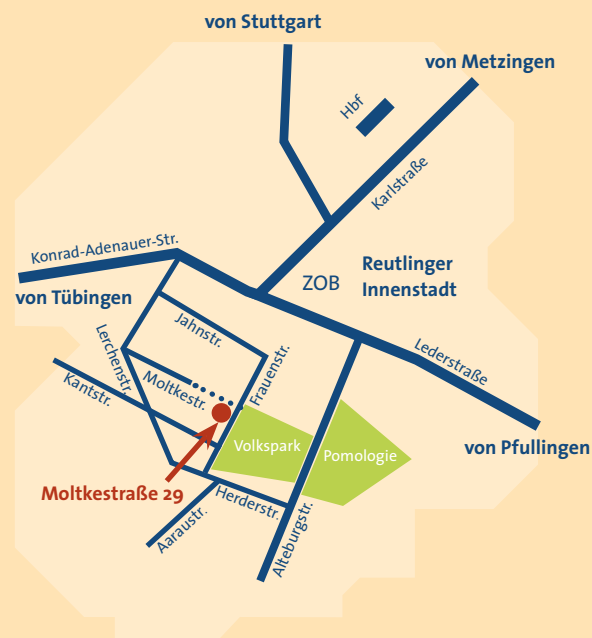 von Stuttgart
von Metzingen
Hbf
Karlstraße
Konrad-Adenauer-Str.
von Tübingen
ZOB
Reutlinger
Innenstadt
Jahnstr.
Lerchenstr.
Frauenstr.
Lederstraße
Kantstr.
Moltkestr.
Volkspark
Pomologie
von Pfullingen
Moltkestraße 29
Herderstr.
Aaraustr.
Alteburgstr.